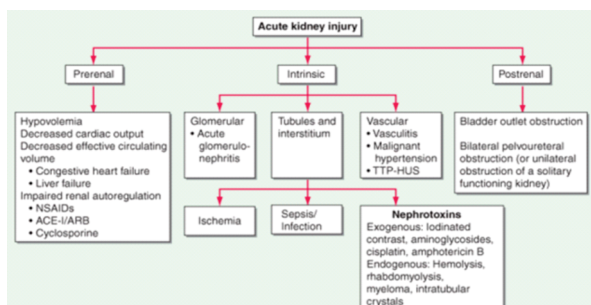 Acute kidney injury
Prerenal
Intrinsic
Postrenal
Hypovolemia
Decreased cardiac output
Decreased effective circulating
volume
• Congestive heart failure
• Liver failure
Impaired renal autoregulation
• NSAIDs
• ACE-I/ARB
• Cyclosporine
Glomerular
• Acute
glomerulo-
nephritis
Tubules and
interstitium
Vascular
• Vasculitis
• Malignant
hypertension
• TTP-HUS
Bladder outlet obstruction
Bilateral pelvoureteral
obstruction (or unilateral
obstruction of a solitary
functioning kidney)
Ischemia
Sepsis/
Infection
Nephrotoxins
Exogenous: Iodinated
contrast, aminoglycosides,
cisplatin, amphotericin B
Endogenous: Hemolysis,
rhabdomyolysis,
myeloma, intratubular
crystals